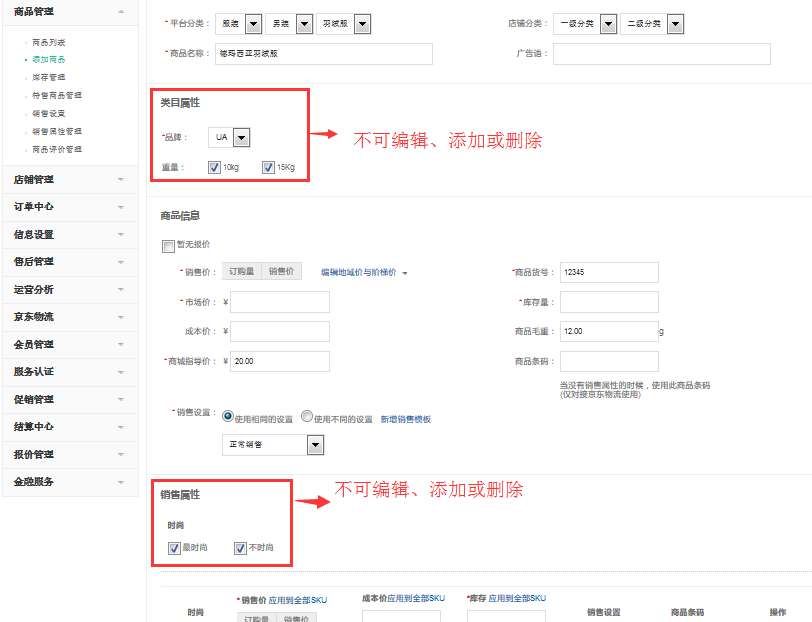 商品管理
商品列表
添加商品
库存管理
待售商品管理
销售设置
销售属性管理
商品评价管理
店铺管理
订单中心
信息设置
售后管理
运营分析
京东物流
会员管理
服务认证
促销管理
结算中心
报价管理
金融服务
*平台分类： 服装 男装 羽绒服 店铺分类： 一级分类 二级分类
*商品名称： 德玛西亚羽绒服 广告语：
类目属性
*品牌： UA
重量： 10kg 15Kg
不可编辑、添加或删除
商品信息
暂无报价
*销售价： 订购量 销售价 编辑地域价与阶梯价 *商品货号： 12345
*市场价： ¥ *库存量：
成本价： ¥ 商品毛重： 12.00 g
*商城指导价： ¥ 20.00 商品条码：
当没有销售属性的时候，使用此商品条码
(仅对接京东物流使用)
*销售设置： 使用相同的设置 使用不同的设置 新增销售模板
正常销售
销售属性
不可编辑、添加或删除
时尚
最时尚 不时尚
时尚 *销售价 应用到全部SKU 成本价应用到全部SKU *库存 应用到全部SKU 销售设置 商品条码 操作
订购量 销售价